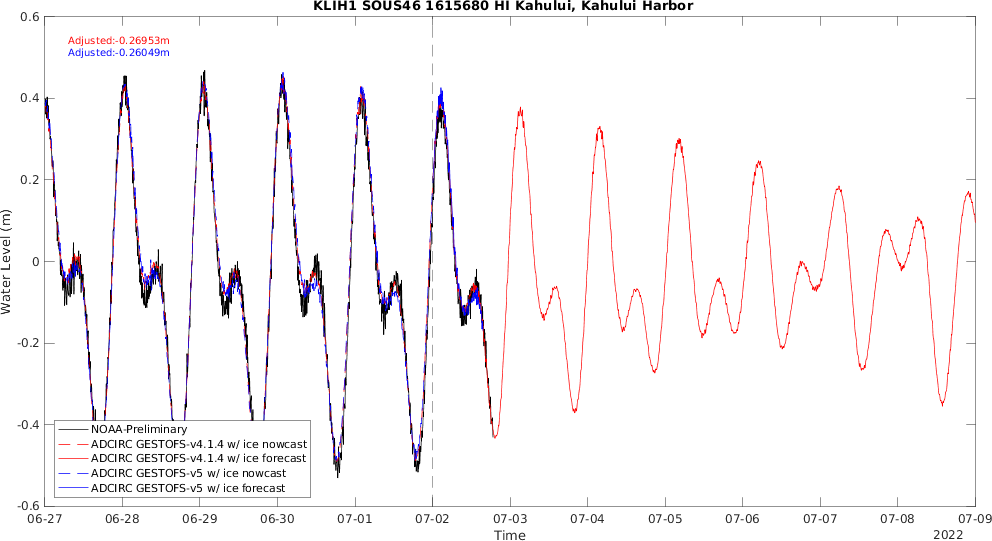 KLIH1 SOUS46 1615680 HI Kahului, Kahului Harbor
Adjusted:-0.26953m
Adjusted:-0.26049m
0.6
0.4
0.2
0
-0.2
-0.4
-0.6
Water Level (m)
NOAA-Preliminary
ADCIRC GESTOFS-v4.1.4 w/ ice nowcast
ADCIRC GESTOFS-v4.1.4 w/ ice forecast
ADCIRC GESTOFS-v5 w/ ice nowcast
ADCIRC GESTOFS-v5 w/ ice forecast
06-27 06-28 06-29 06-30 07-01 07-02 07-03 07-04 07-05 07-06 07-07 07-08 07-09
Time
2022